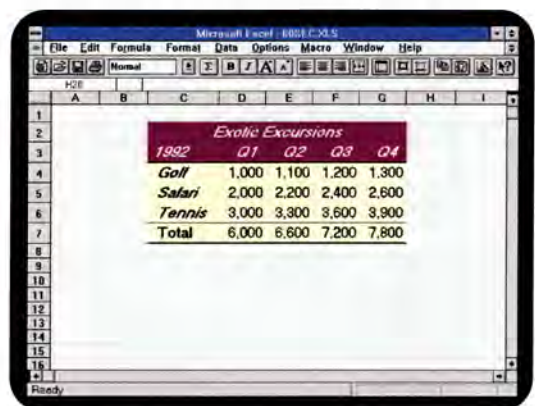 Microsoft Excel - 60SEC.XLS
File Edit Formula Format Data Options Macro Window Help
Normal
H28
A B C D E F G H I
1
2 Exotic Excursions
3 1992 Q1 Q2 Q3 Q4
4 Golf 1,000 1,100 1,200 1,300
5 Safari 2,000 2,200 2,400 2,600
6 Tennis 3,000 3,300 3,600 3,900
7 Total 6,000 6,600 7,200 7,800
8
9
10
11
12
13
14
15
16
Ready